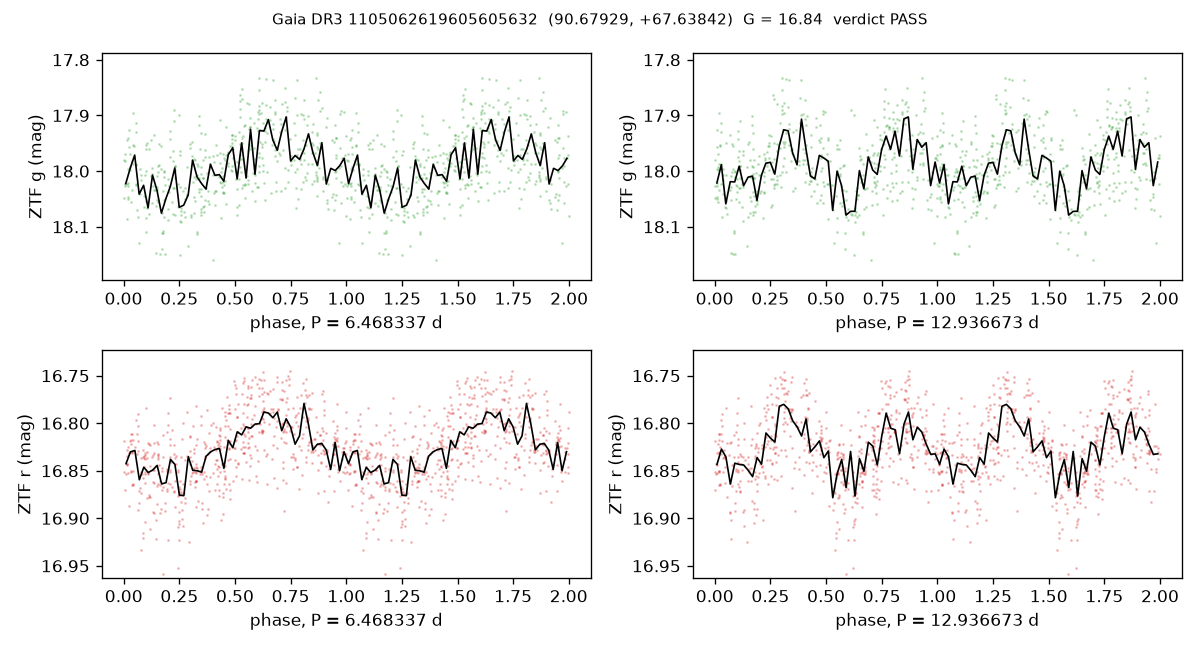 Gaia DR3 1105062619605605632 (90.67929, +67.63842) G = 16.84 verdict PASS
17.8
17.9
18.0
18.1
ZTF g (mag)
0.00 0.25 0.50 0.75 1.00 1.25 1.50 1.75 2.00
phase, P = 6.468337 d
17.8
17.9
18.0
18.1
ZTF g (mag)
0.00 0.25 0.50 0.75 1.00 1.25 1.50 1.75 2.00
phase, P = 12.936673 d
16.75
16.80
16.85
16.90
16.95
ZTF r (mag)
0.00 0.25 0.50 0.75 1.00 1.25 1.50 1.75 2.00
phase, P = 6.468337 d
16.75
16.80
16.85
16.90
16.95
ZTF r (mag)
0.00 0.25 0.50 0.75 1.00 1.25 1.50 1.75 2.00
phase, P = 12.936673 d